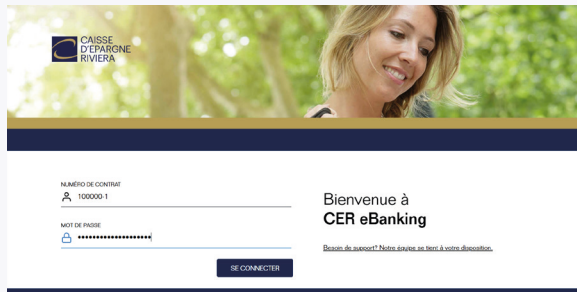 CAISSE
D'EPARGNE
RIVIERA
NUMÉRO DE CONTRAT
100000-1
MOT DE PASSE
••••••••••••••••••••
SE CONNECTER
Bienvenue à
CER eBanking
Besoin de support? Notre équipe se tient à votre disposition.